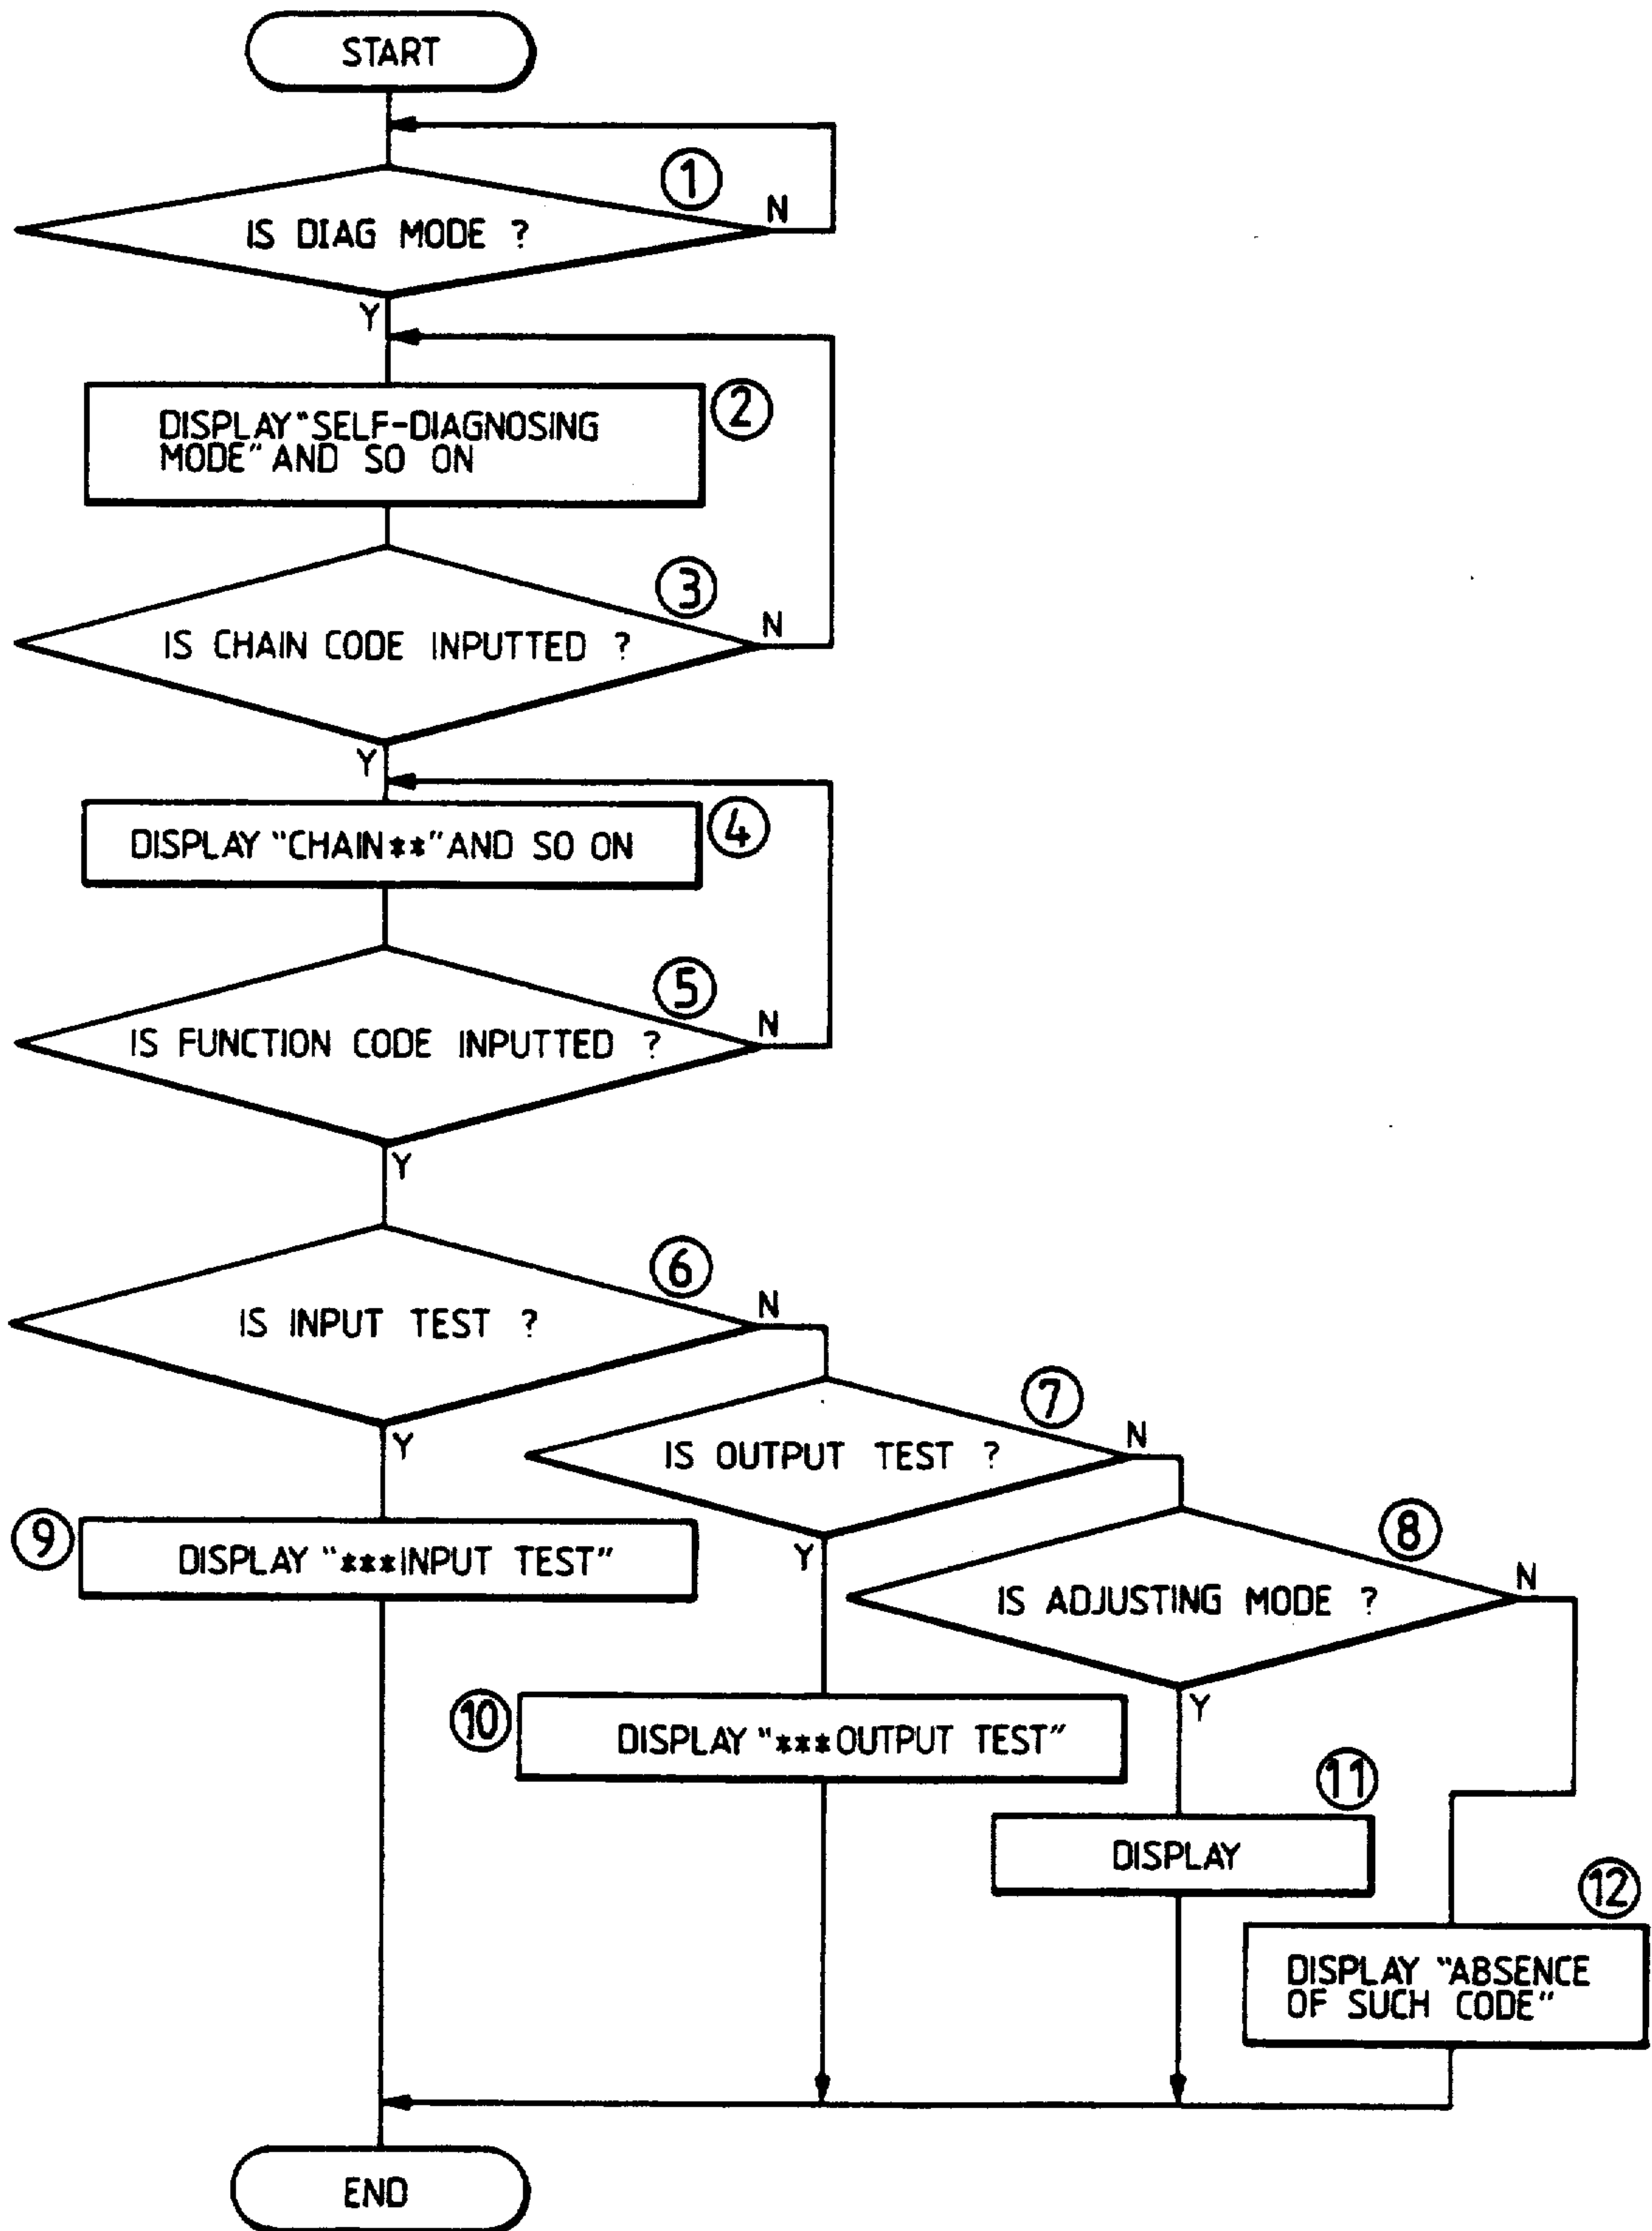 START
①
IS DIAG MODE ?
N
Y
②
DISPLAY "SELF-DIAGNOSING
MODE" AND SO ON
③
IS CHAIN CODE INPUTTED ?
N
Y
④
DISPLAY "CHAIN**" AND SO ON
⑤
IS FUNCTION CODE INPUTTED ?
N
Y
⑥
IS INPUT TEST ?
N
Y
⑦
IS OUTPUT TEST ?
N
Y
⑧
IS ADJUSTING MODE ?
N
Y
⑨
DISPLAY "***INPUT TEST"
⑩
DISPLAY "***OUTPUT TEST"
⑪
DISPLAY
⑫
DISPLAY "ABSENCE
OF SUCH CODE"
END